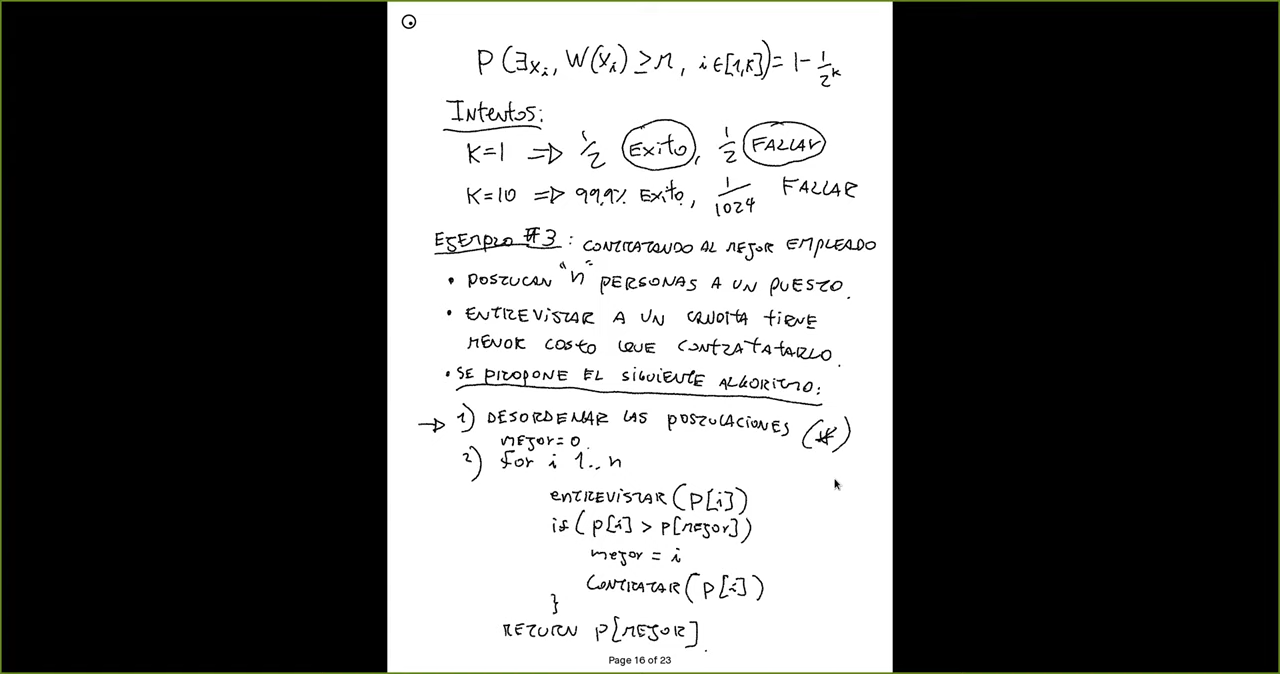 P(∃xᵢ, W(xᵢ) ≥ r, i∈[1,K]) = 1 - 1/2^k
Intentos:
K=1 => 1/2 Exito, 1/2 FALLAR
K=10 => 99,9% Exito, 1/1024 FALLAR
EJEMPLO #3: CONTRATANDO AL MEJOR EMPLEADO
• POSTULAN "n" PERSONAS A UN PUESTO.
• ENTREVISTAR A UN TIENE
MENOR COSTO QUE CONTRATATARLO.
• SE PROPONE EL SIGUIENTE ALGORITMO:
→ 1) DESORDENAR LAS POSTULACIONES (*)
MEJOR = 0
2) for i 1..n
ENTREVISTAR(P[i])
if(P[i] > P[MEJOR])
MEJOR = i
CONTRATAR(P[i])
}
RETURN P[MEJOR].
Page 16 of 23